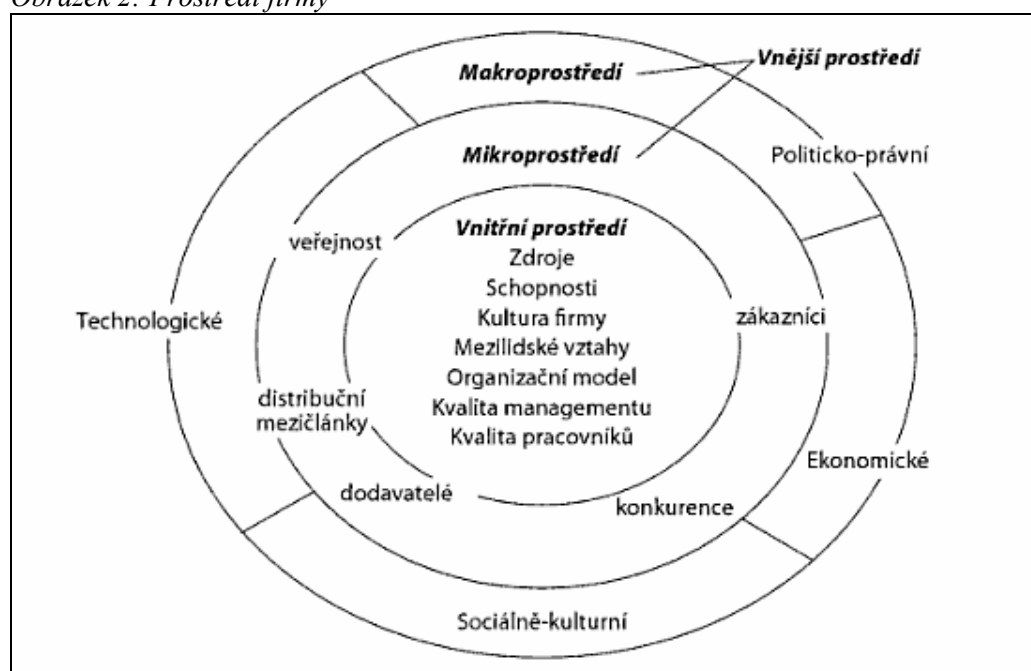 Obrázek 2: Prostředí firmy
Makroprostředí
Vnější prostředí
Mikroprostředí
Politicko-právní
Vnitřní prostředí
veřejnost
Zdroje
Schopnosti
Technologické
Kultura firmy
zákazníci
Mezilidské vztahy
Organizační model
distribuční
mezičlánky
Kvalita managementu
Kvalita pracovníků
Ekonomické
dodavatelé
konkurence
Sociálně-kulturní